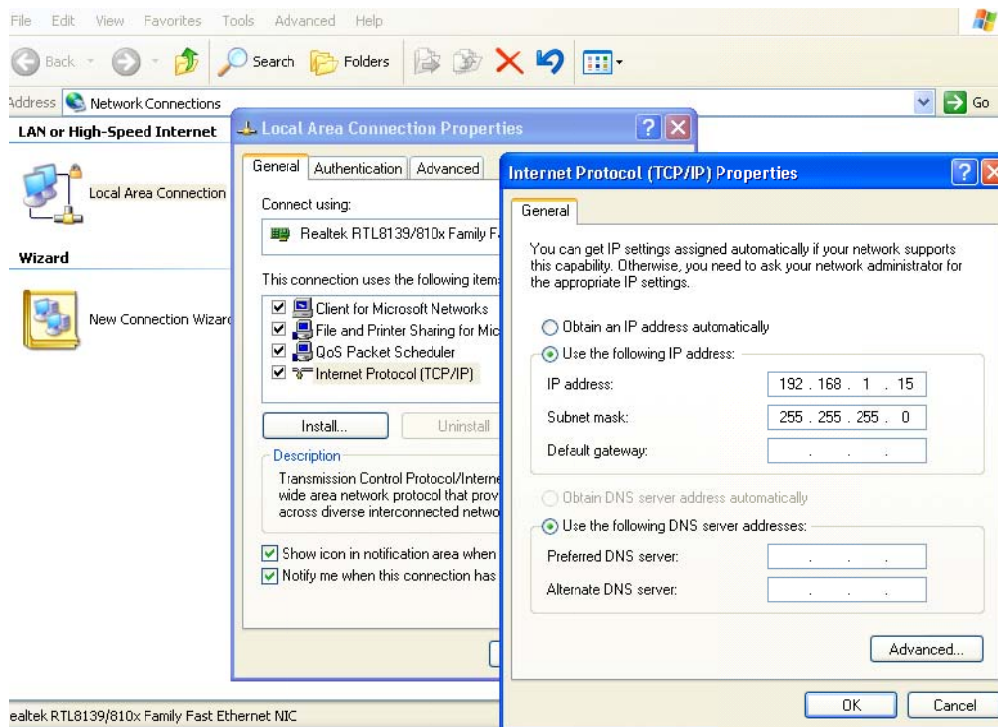 File Edit View Favorites Tools Advanced Help
Back Search Folders
Address Network Connections Go
LAN or High-Speed Internet
Local Area Connection
Wizard
New Connection Wizard
Local Area Connection Properties
General Authentication Advanced
Connect using:
Realtek RTL8139/810x Family F
This connection uses the following item
Client for Microsoft Networks
File and Printer Sharing for Mic
QoS Packet Scheduler
Internet Protocol (TCP/IP)
Install... Uninstall
Description
Transmission Control Protocol/Interne
wide area network protocol that prov
across diverse interconnected netwo
Show icon in notification area when
Notify me when this connection has
Internet Protocol (TCP/IP) Properties
General
You can get IP settings assigned automatically if your network supports
this capability. Otherwise, you need to ask your network administrator for
the appropriate IP settings.
Obtain an IP address automatically
Use the following IP address:
IP address: 192 . 168 . 1 . 15
Subnet mask: 255 . 255 . 255 . 0
Default gateway: . . .
Obtain DNS server address automatically
Use the following DNS server addresses:
Preferred DNS server: . . .
Alternate DNS server: . . .
Advanced...
OK Cancel
ealtek RTL8139/810x Family Fast Ethernet NIC